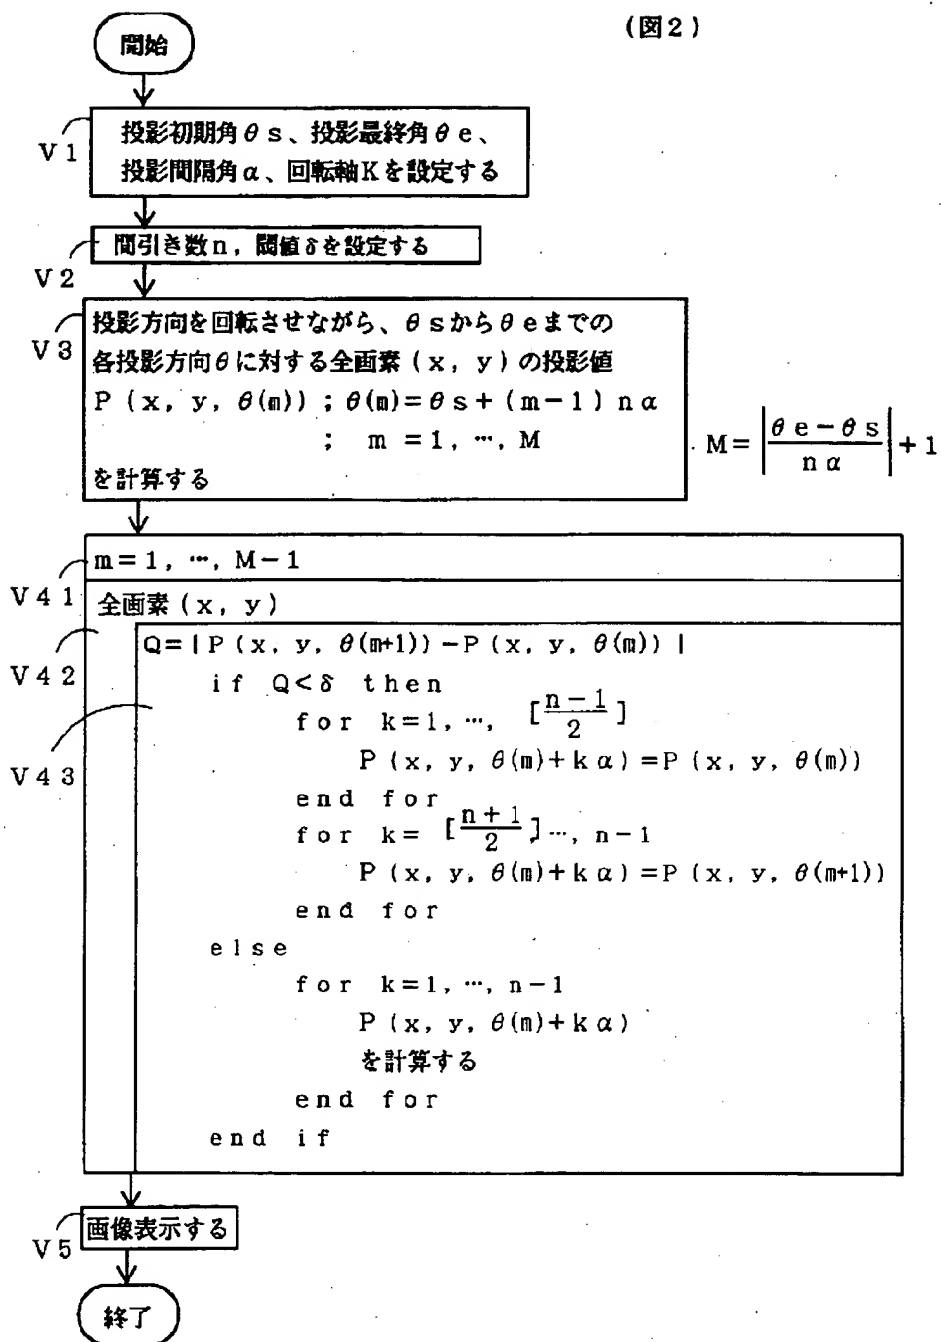 (図2)
開始
V1
投影初期角θs、投影最終角θe、
投影間隔角α、回転軸Kを設定する
V2
間引き数n, 閾値δを設定する
V3
投影方向を回転させながら、θsからθeまでの
各投影方向θに対する全画素(x, y)の投影値
P(x, y, θ(m));θ(m)=θs+(m-1)nα
; m=1, …, M
を計算する
M=|θe-θs/nα|+1
V41
m=1, …, M-1
V42
全画素(x, y)
V43
Q=|P(x, y, θ(m+1))-P(x, y, θ(m))|
if Q<δ then
for k=1, …, [n-1/2]
P(x, y, θ(m)+kα)=P(x, y, θ(m))
end for
for k= [n+1/2]…, n-1
P(x, y, θ(m)+kα)=P(x, y, θ(m+1))
end for
else
for k=1, …, n-1
P(x, y, θ(m)+kα)
を計算する
end for
end if
V5
画像表示する
終了